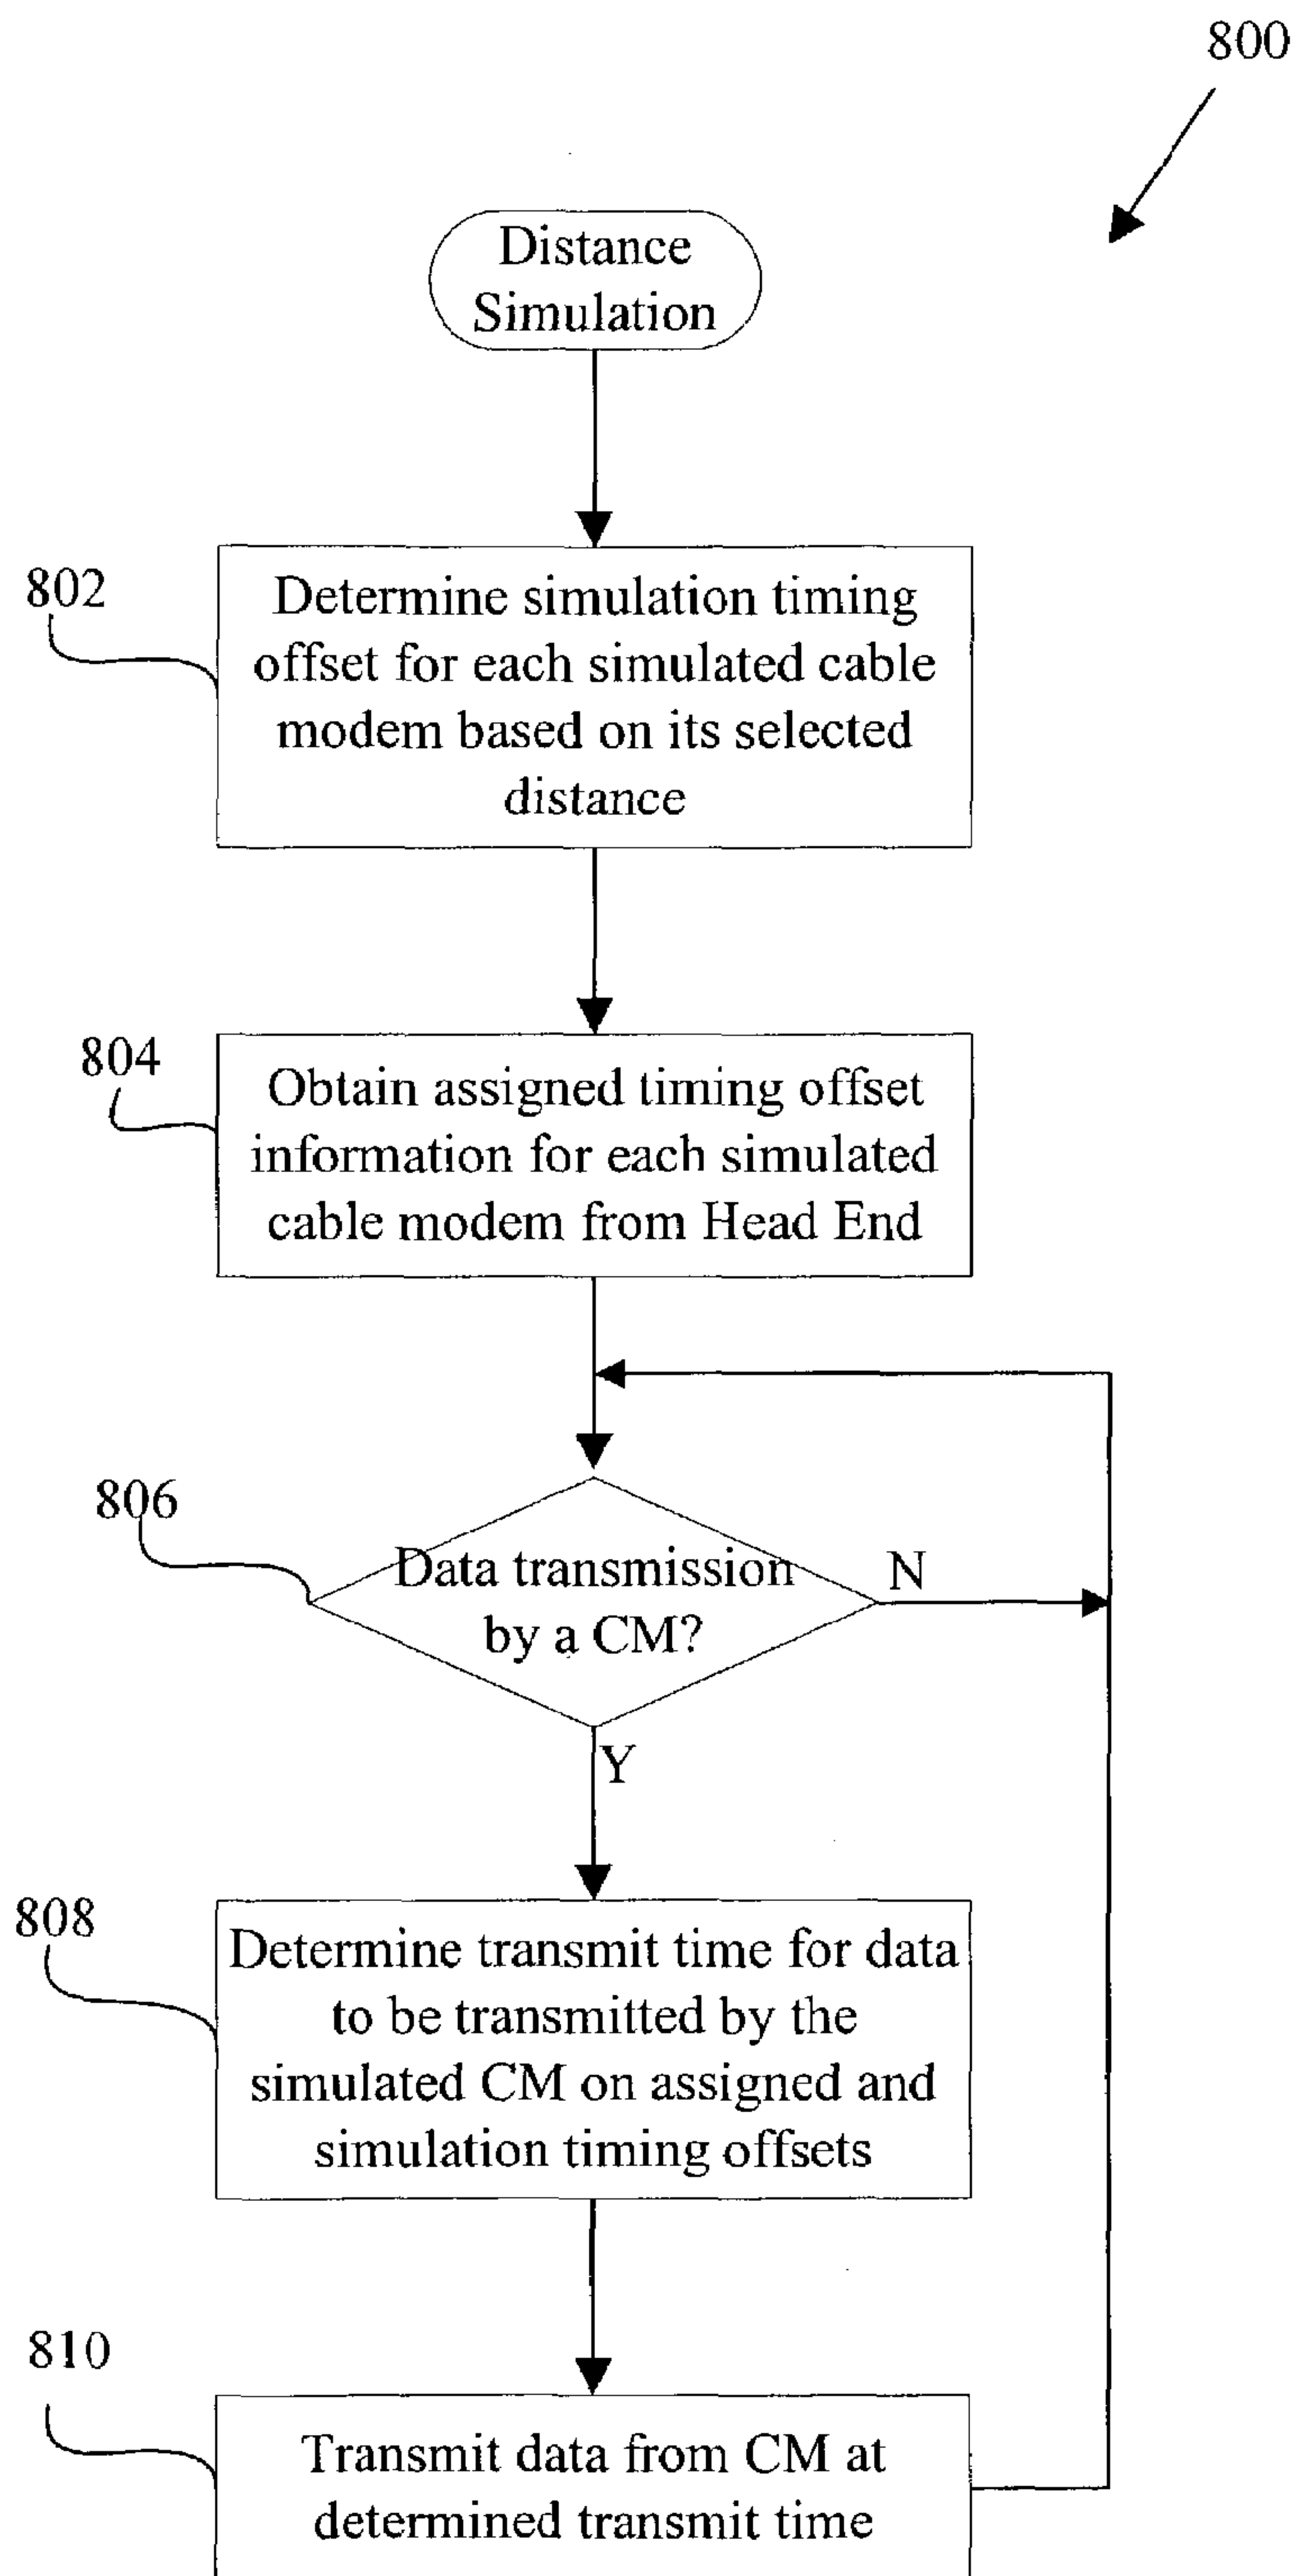 800
Distance
Simulation
802
Determine simulation timing
offset for each simulated cable
modem based on its selected
distance
804
Obtain assigned timing offset
information for each simulated
cable modem from Head End
806
Data transmission
by a CM?
N
Y
808
Determine transmit time for data
to be transmitted by the
simulated CM on assigned and
simulation timing offsets
810
Transmit data from CM at
determined transmit time